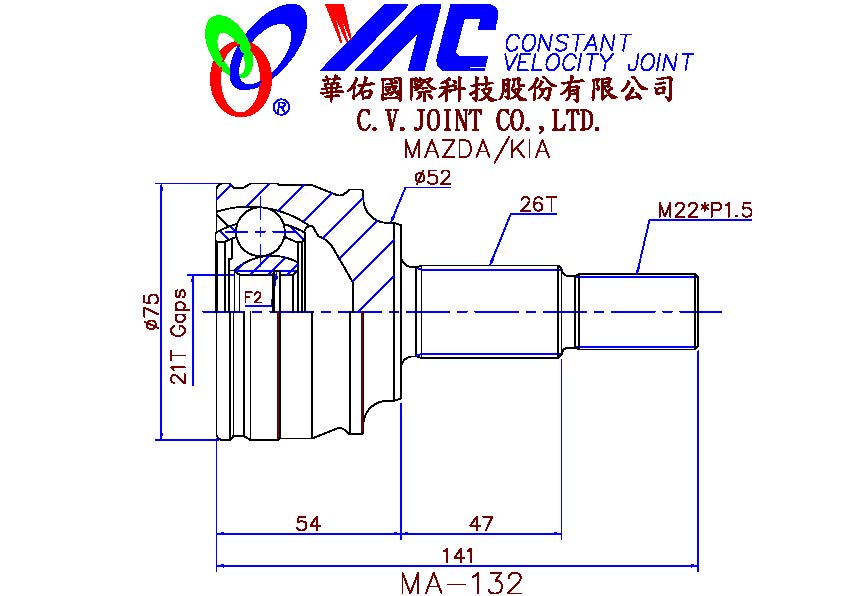 YAC CONSTANT
VELOCITY JOINT
®
華佑國際科技股份有限公司
C.V.JOINT CO.,LTD.
MAZDA/KIA
ø52
26T
M22*P1.5
F2
ø75
21T Gaps
54
47
141
MA-132